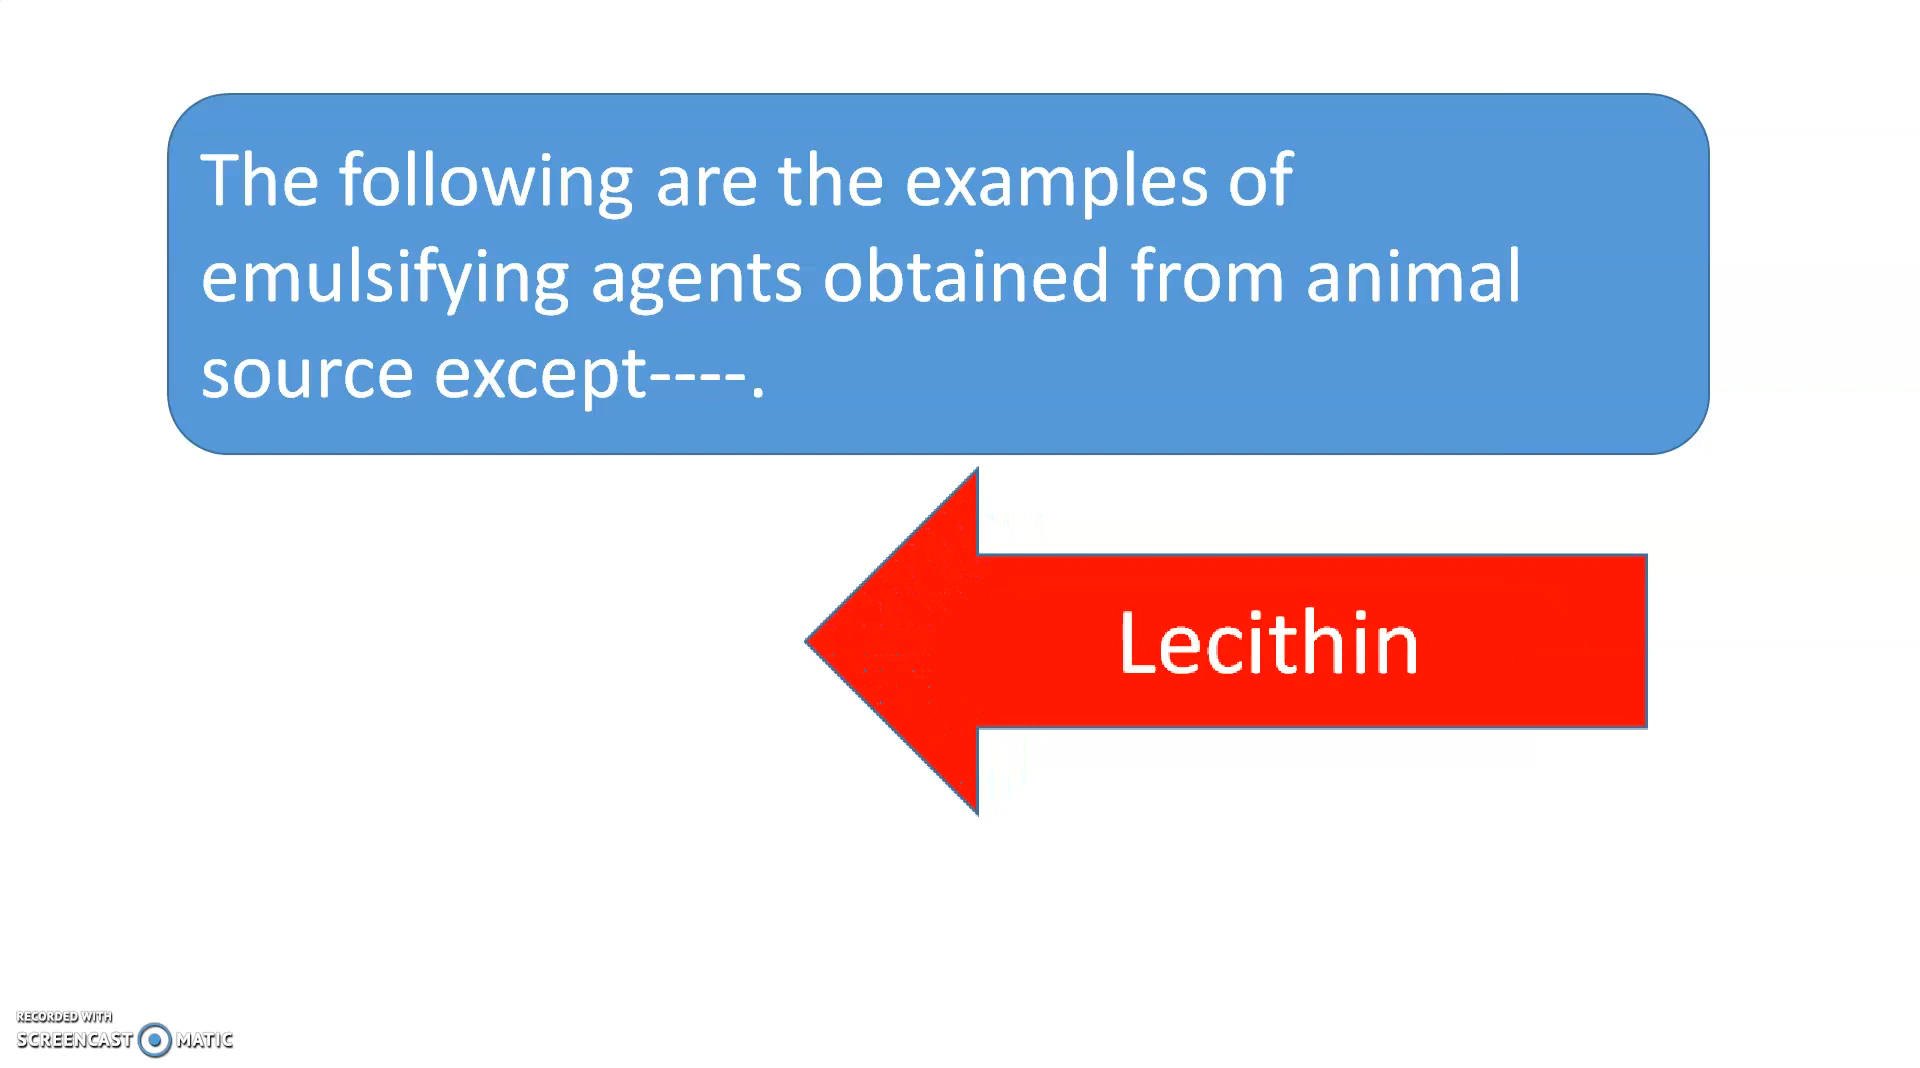 The following are the examples of
emulsifying agents obtained from animal
source except----.
Lecithin
RECORDED WITH
SCREENCAST MATIC